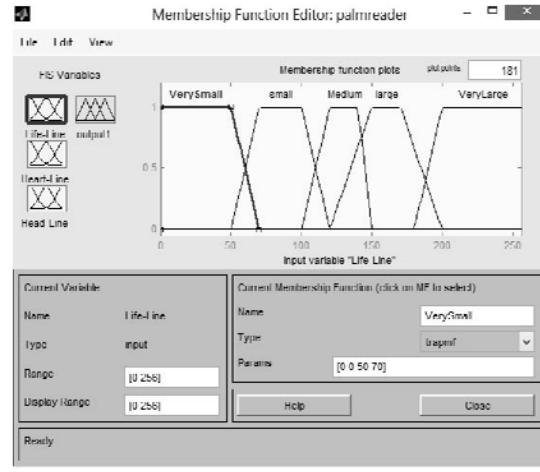 Membership Function Editor: palmreader
File Edit View
FIS Variables
Life-Line output1
Heart-Line
Head Line
Membership function plots
plot points: 181
VerySmall small Medium large VeryLarge
1
0.5
0
0 50 100 150 200 250
input variable "Life Line"
Current Variable
Name Life-Line
Type input
Range [0 256]
Display Range [0 256]
Current Membership Function (click on MF to select)
Name VerySmall
Type trapmf
Params [0 0 50 70]
Help Close
Ready